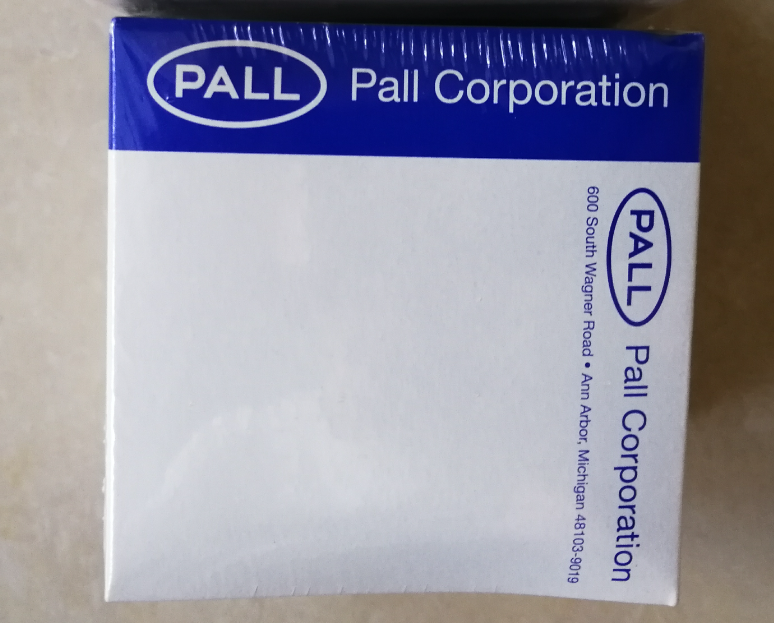 PALL Pall Corporation
PALL Pall Corporation
600 South Wagner Road • Ann Arbor, Michigan 48103-9019